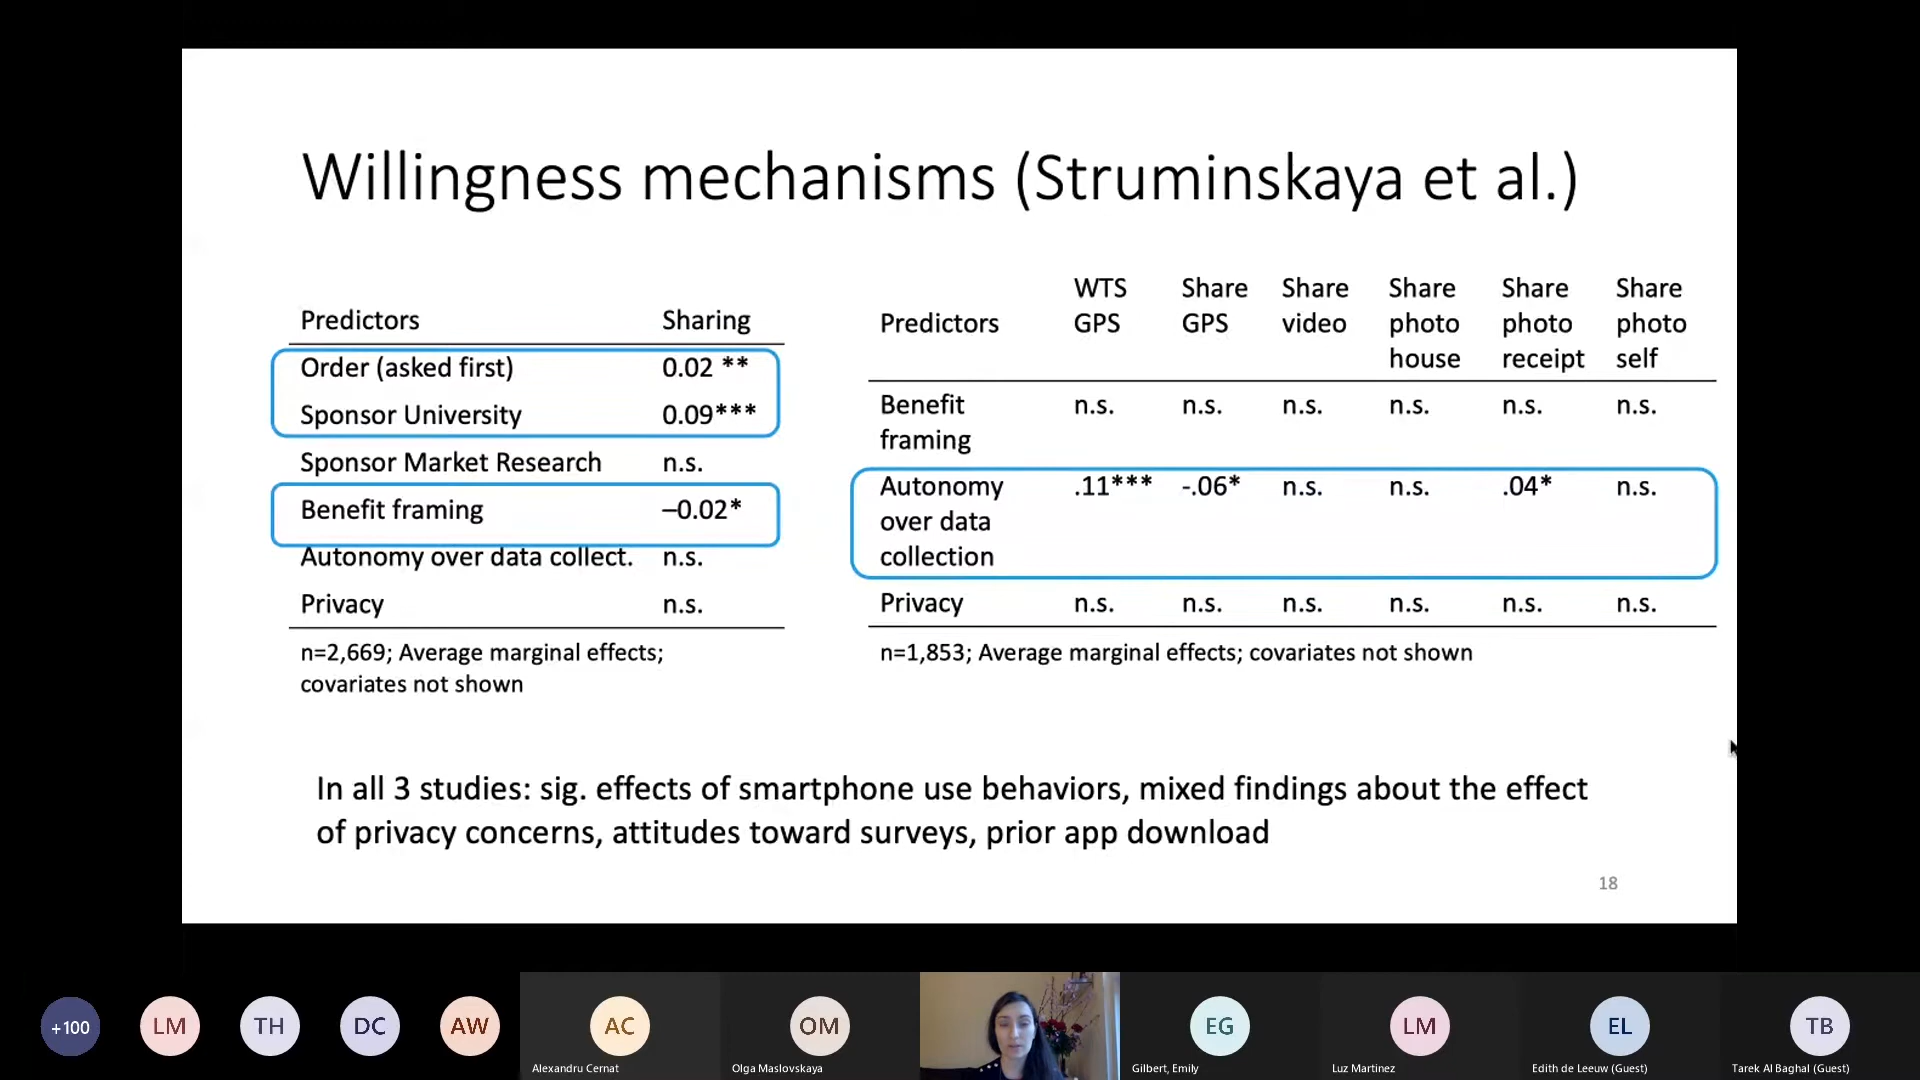 Willingness mechanisms (Struminskaya et al.)
Predictors Sharing
Order (asked first) 0.02 **
Sponsor University 0.09***
Sponsor Market Research n.s.
Benefit framing –0.02*
Autonomy over data collect. n.s.
Privacy n.s.
n=2,669; Average marginal effects;
covariates not shown
WTS Share Share Share Share Share
Predictors GPS GPS video photo photo photo
house receipt self
Benefit n.s. n.s. n.s. n.s. n.s. n.s.
framing
Autonomy .11*** -.06* n.s. n.s. .04* n.s.
over data
collection
Privacy n.s. n.s. n.s. n.s. n.s. n.s.
n=1,853; Average marginal effects; covariates not shown
In all 3 studies: sig. effects of smartphone use behaviors, mixed findings about the effect
of privacy concerns, attitudes toward surveys, prior app download
18
+100 LM TH DC AW AC OM EG LM EL TB
Alexandru Cernat Olga Maslovskaya Gilbert, Emily Luz Martinez Edith de Leeuw (Guest) Tarek Al Baghal (Guest)